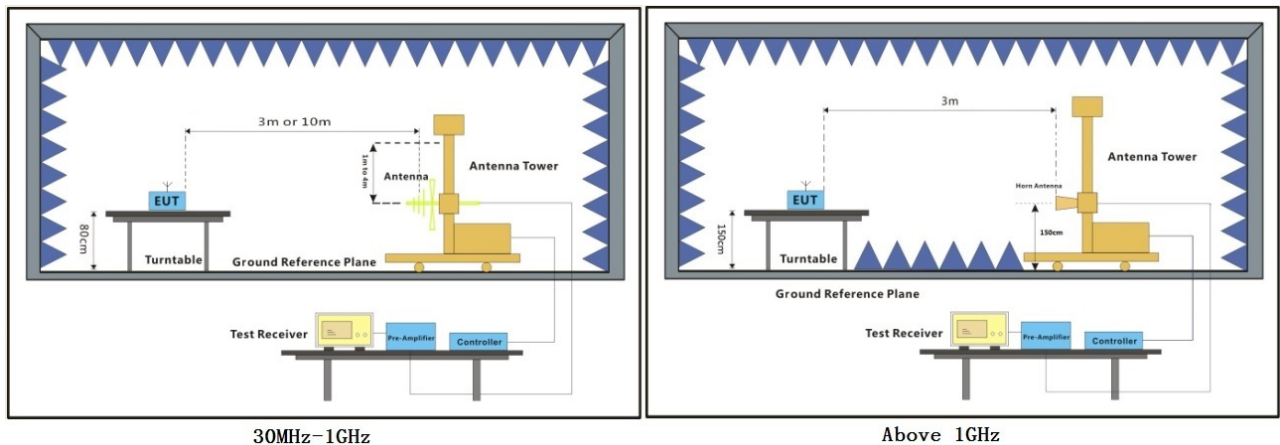 3m or 10m
1m to 4m
Antenna
Antenna Tower
EUT
80cm
Turntable
Ground Reference Plane
Test Receiver
Pre-Amplifier
Controller
30MHz-1GHz
3m
Antenna Tower
Horn Antenna
EUT
150cm
150cm
Turntable
Ground Reference Plane
Test Receiver
Pre-Amplifier
Controller
Above 1GHz